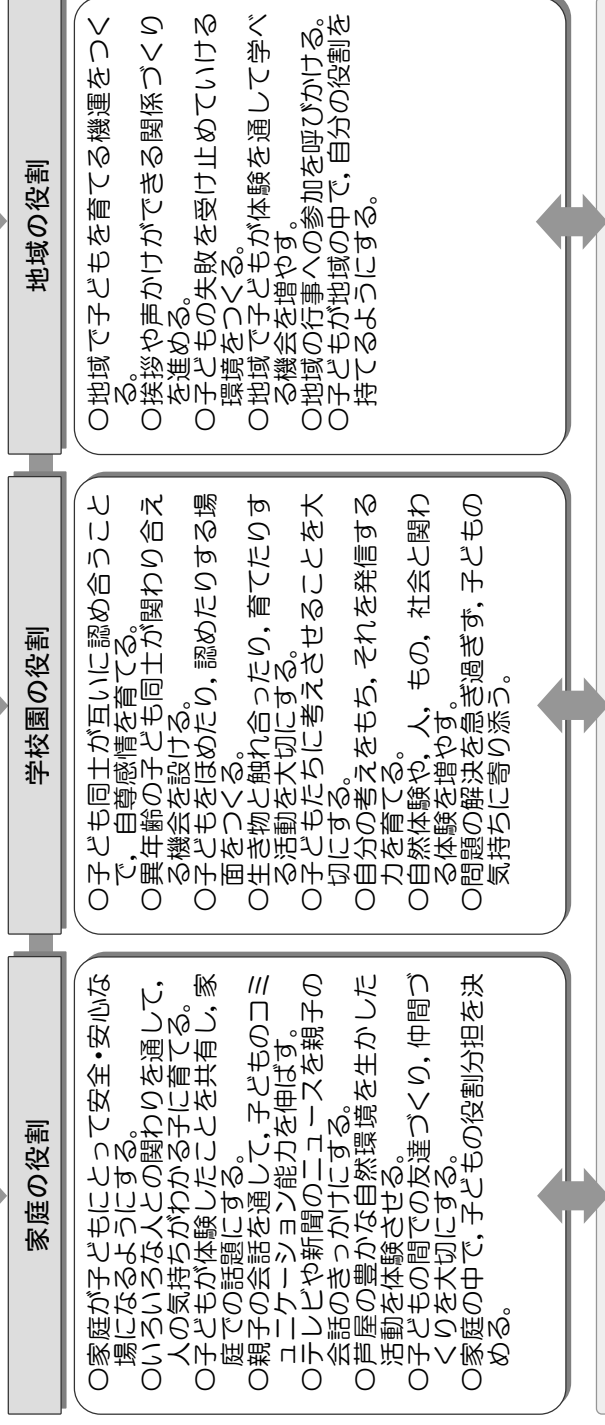 家庭の役割
〇家庭が子どもにとって安全・安心な
場になるようにする。
〇いろいろな人との関わりを通して，
人の気持ちがわかる子に育てる。
〇子どもが体験したことを共有し，家
庭での話題にする。
〇親子の会話を通して，子どものコミ
ュニケーション能力を伸ばす。
〇テレビや新聞のニュースを親子の
会話のきっかけにする。
〇芦屋の豊かな自然環境を生かした
活動を体験させる。
〇子どもの間での友達づくり，仲間づ
くりを大切にする。
〇家庭の中で，子どもの役割分担を決
める。
学校園の役割
〇子ども同士が互いに認め合うこと
で，自尊感情を育てる。
〇異年齢の子ども同士が関わり合え
る機会を設ける。
〇子どもをほめたり，認めたりする場
面をつくる。
〇生き物と触れ合ったり，育てたりす
る活動を大切にする。
〇子どもたちに考えさせることを大
切にする。
〇自分の考えをもち，それを発信する
力を育てる。
〇自然体験や，人，もの，社会と関わ
る体験を増やす。
〇問題の解決を急ぎ過ぎず，子どもの
気持ちに寄り添う。
地域の役割
〇地域で子どもを育てる機運をつく
る。
〇挨拶や声かけができる関係づくり
を進める。
〇子どもの失敗を受け止めていける
環境をつくる。
〇地域で子どもが体験を通して学べ
る機会を増やす。
〇地域の行事への参加を呼びかける。
〇子どもが地域の中で，自分の役割を
持てるようにする。